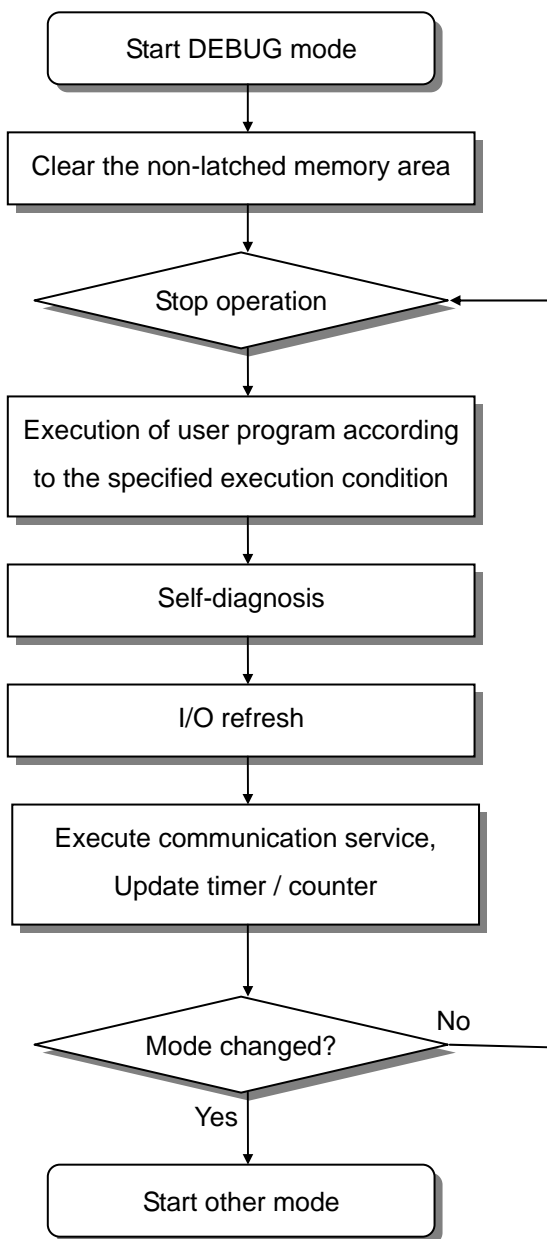 Start DEBUG mode
Clear the non-latched memory area
Stop operation
Execution of user program according
to the specified execution condition
Self-diagnosis
I/O refresh
Execute communication service,
Update timer / counter
Mode changed?
No
Yes
Start other mode